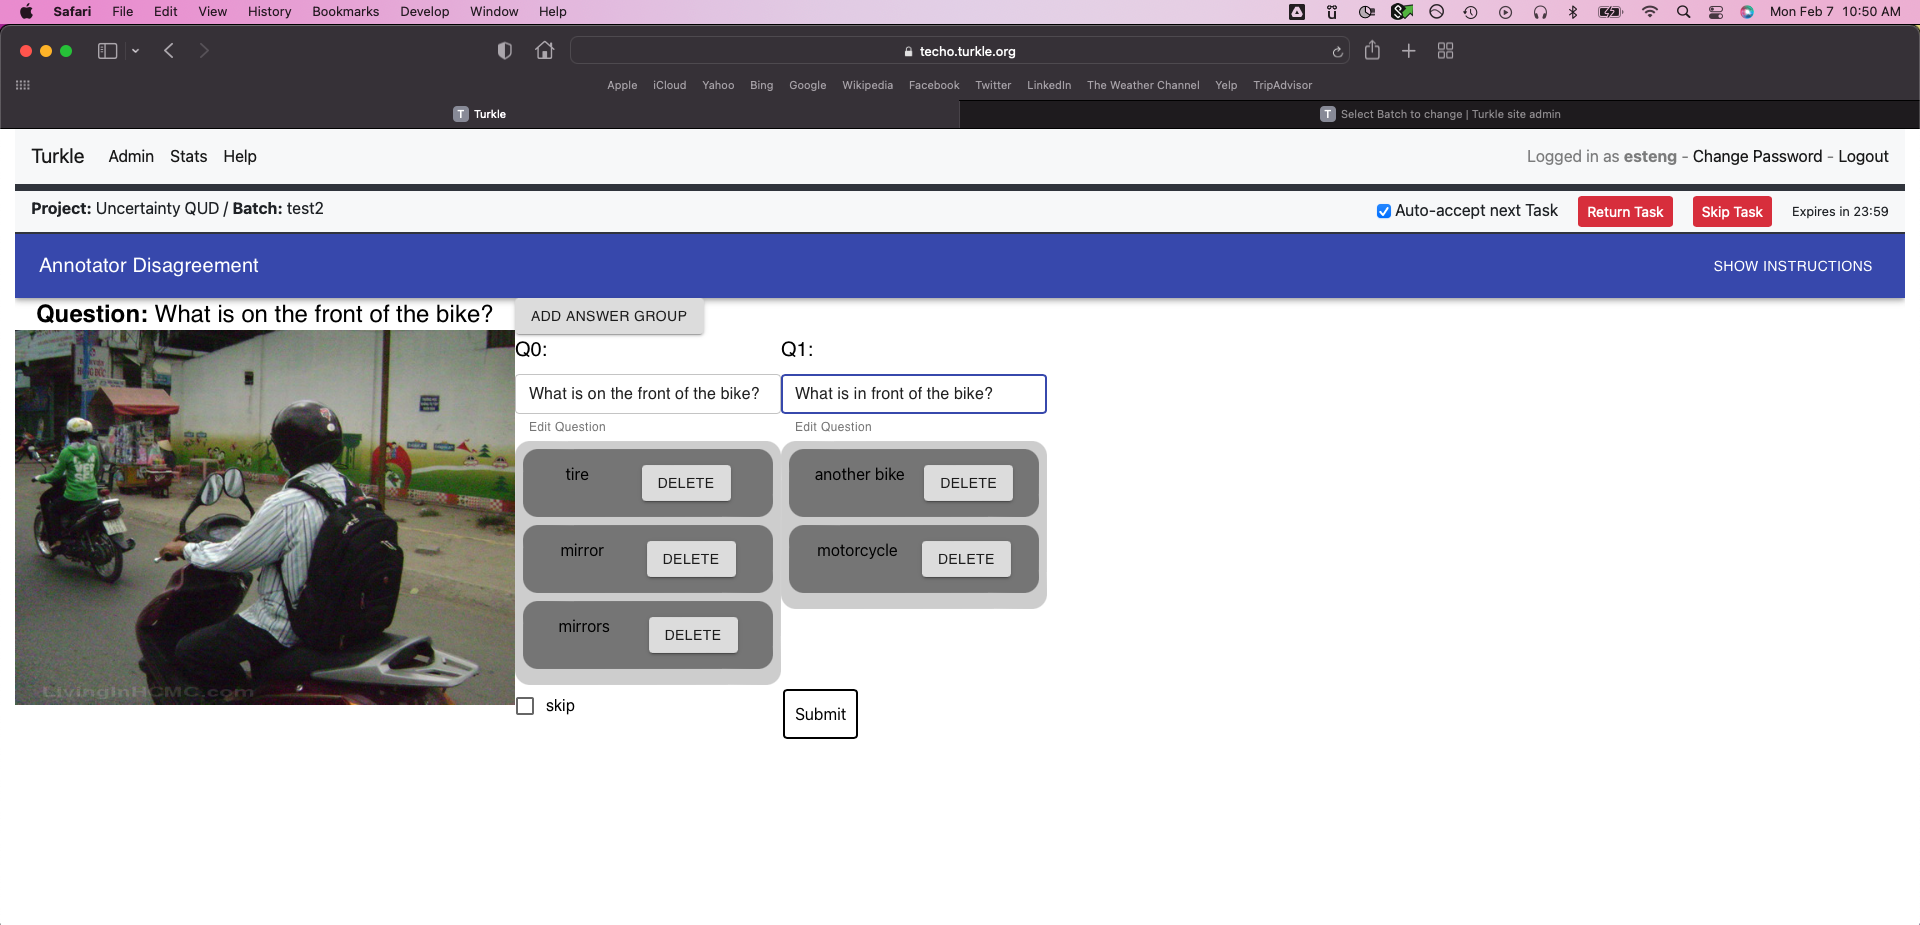 Safari File Edit View History Bookmarks Develop Window Help Mon Feb 7 10:50 AM
techo.turkle.org
Apple iCloud Yahoo Bing Google Wikipedia Facebook Twitter LinkedIn The Weather Channel Yelp TripAdvisor
T Turkle T Select Batch to change | Turkle site admin
Turkle Admin Stats Help Logged in as esteng - Change Password - Logout
Project: Uncertainty QUD / Batch: test2 Auto-accept next Task Return Task Skip Task Expires in 23:59
Annotator Disagreement SHOW INSTRUCTIONS
Question: What is on the front of the bike? ADD ANSWER GROUP
Q0: Q1:
What is on the front of the bike? What is in front of the bike?
Edit Question Edit Question
tire DELETE another bike DELETE
mirror DELETE motorcycle DELETE
mirrors DELETE
LivingInHCMC.com
skip Submit